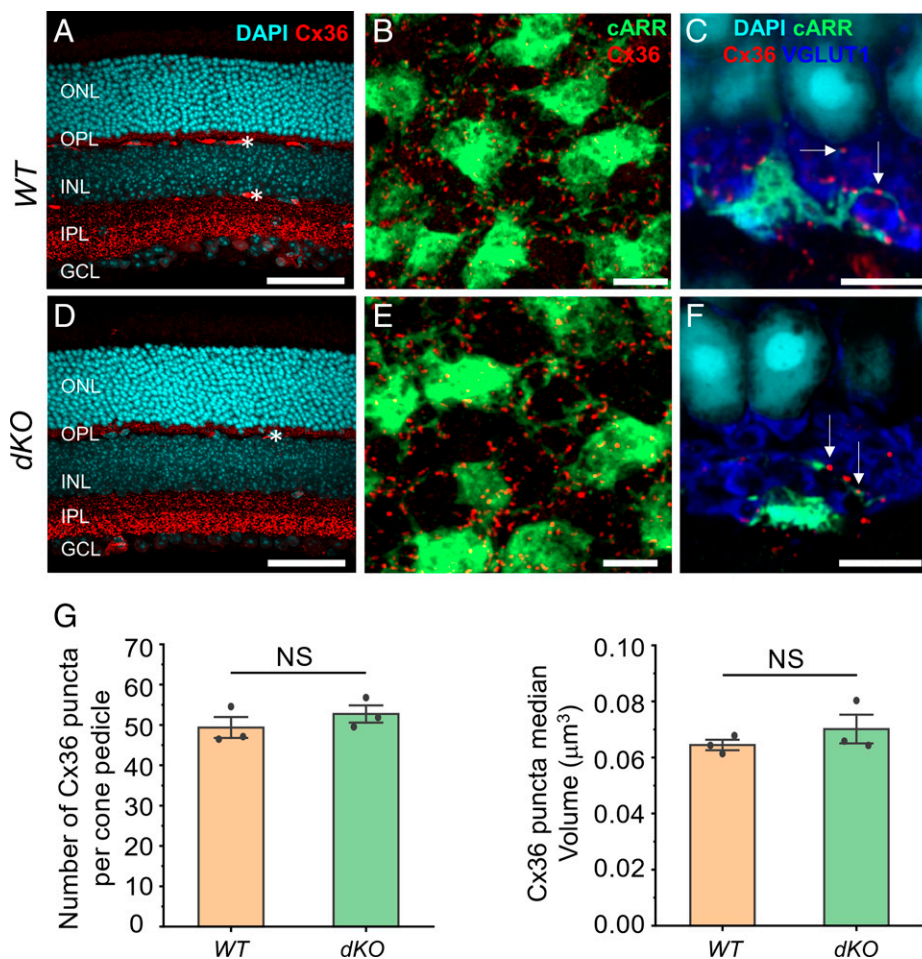 A
DAPI Cx36
ONL
OPL
*
INL
*
IPL
GCL
WT
B
cARR
Cx36
C
DAPI cARR
Cx36 VGLUT1
D
ONL
OPL
*
INL
IPL
GCL
dKO
E
F
G
Number of Cx36 puncta
per cone pedicle
70
60
50
40
30
20
10
0
NS
WT
dKO
Cx36 puncta median
Volume (μm³)
0.10
0.08
0.06
0.04
0.02
0.00
NS
WT
dKO